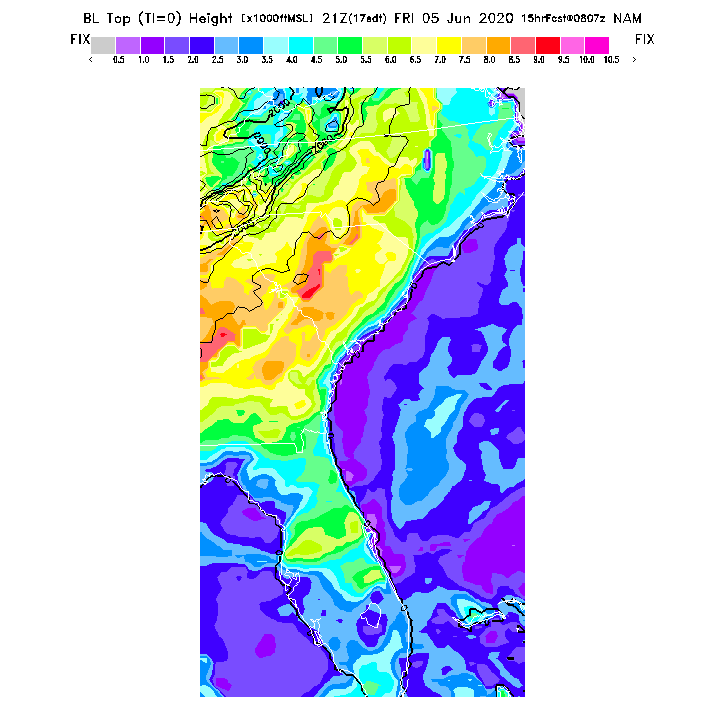 BL Top (TI=0) Height [x1000ftMSL] 21Z(17edt) FRI 05 Jun 2020 15hrFcst@0807z NAM
FIX FIX
< 0.5 1.0 1.5 2.0 2.5 3.0 3.5 4.0 4.5 5.0 5.5 6.0 6.5 7.0 7.5 8.0 8.5 9.0 9.5 10.0 10.5 >
2000
2000
2000